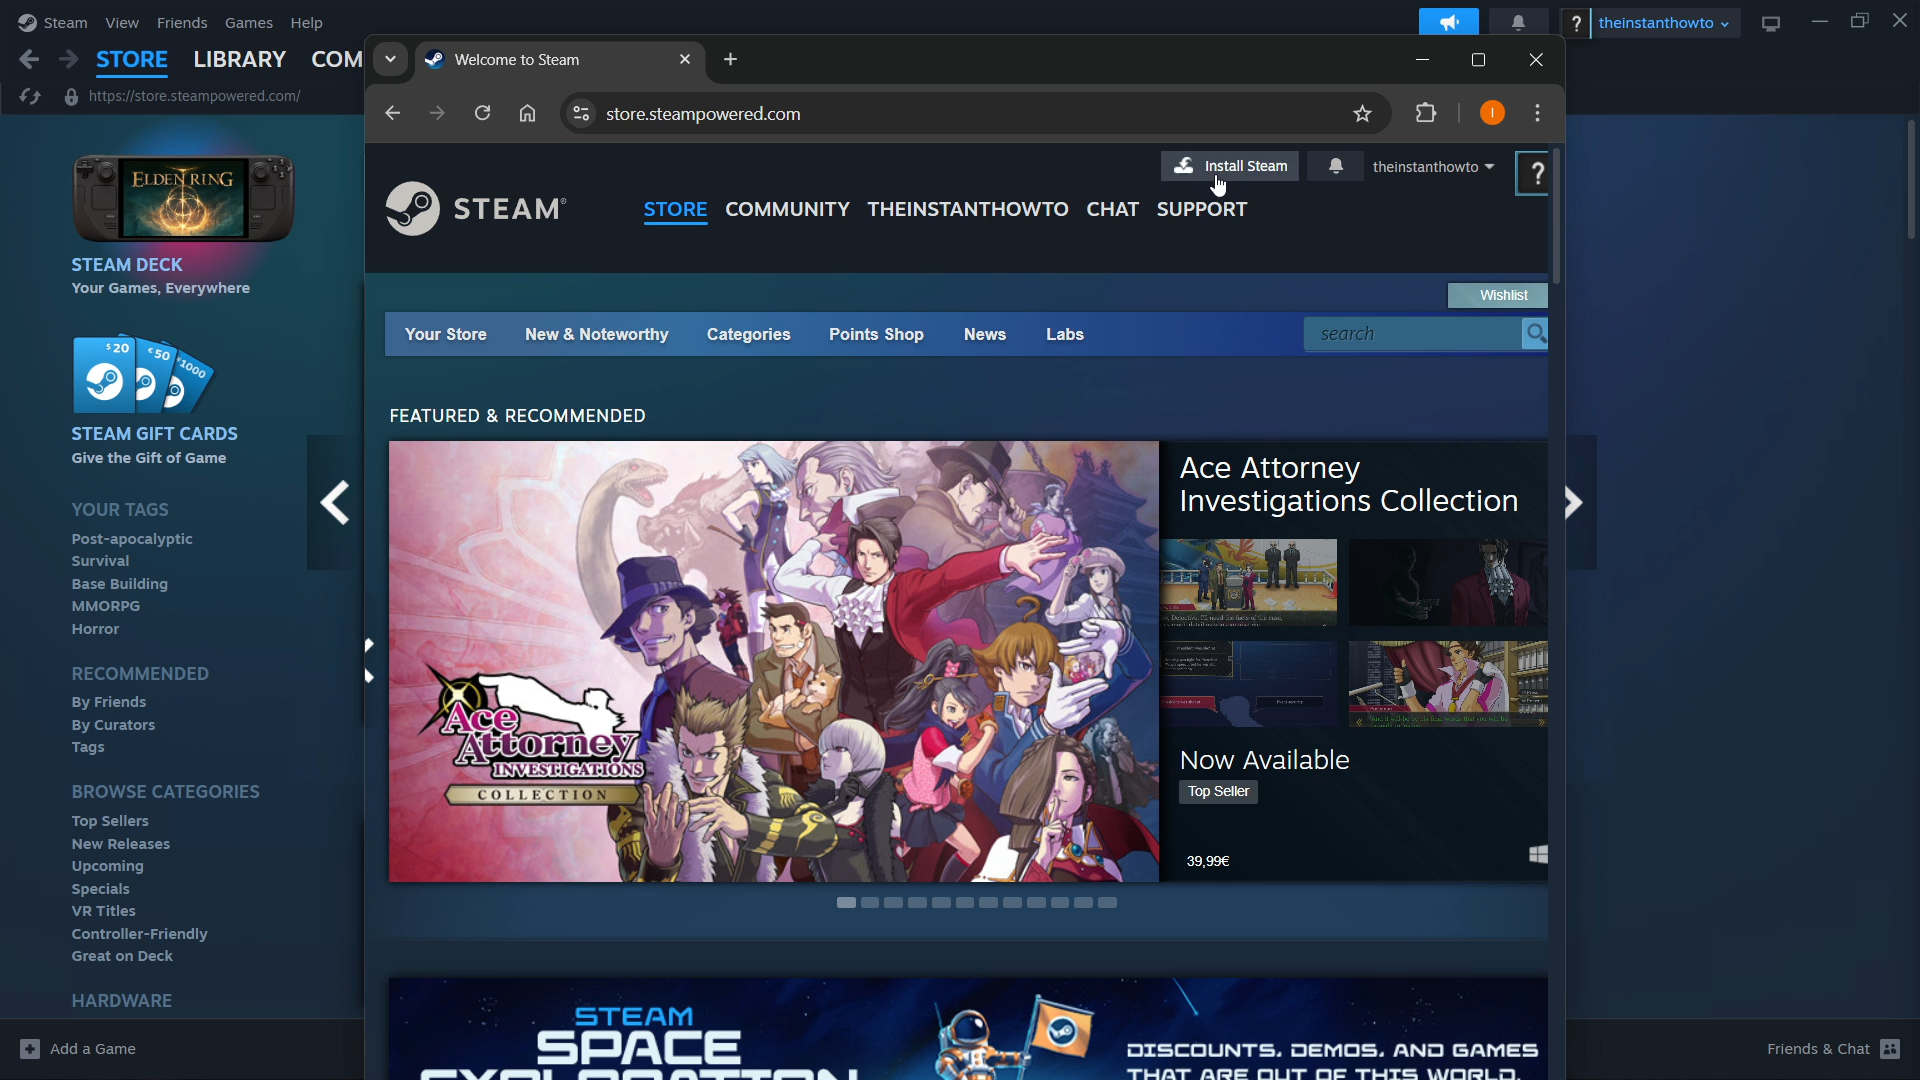 Steam View Friends Games Help
theinstanthowto
STORE LIBRARY COM
https://store.steampowered.com/
Welcome to Steam
store.steampowered.com
Install Steam
theinstanthowto
?
STEAM
STORE COMMUNITY THEINSTANTHOWTO CHAT SUPPORT
Wishlist
Your Store New & Noteworthy Categories Points Shop News Labs
search
FEATURED & RECOMMENDED
ELDEN RING
STEAM DECK
Your Games, Everywhere
$20 €50 ¥1000
STEAM GIFT CARDS
Give the Gift of Game
YOUR TAGS
Post-apocalyptic
Survival
Base Building
MMORPG
Horror
RECOMMENDED
By Friends
By Curators
Tags
BROWSE CATEGORIES
Top Sellers
New Releases
Upcoming
Specials
VR Titles
Controller-Friendly
Great on Deck
HARDWARE
Add a Game
Ace
Attorney
INVESTIGATIONS
COLLECTION
Ace Attorney
Investigations Collection
Now Available
Top Seller
39,99€
STEAM
SPACE
EXPLORATION
DISCOUNTS, DEMOS, AND GAMES
THAT ARE OUT OF THIS WORLD.
Friends & Chat